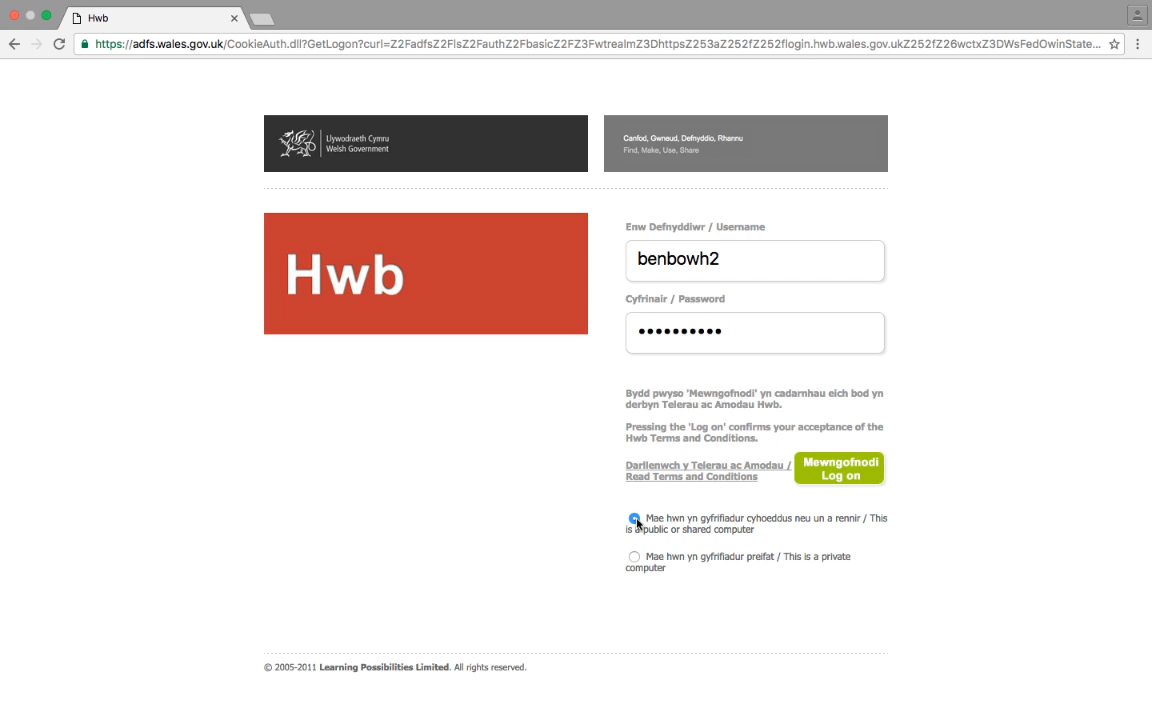 Hwb
https://adfs.wales.gov.uk/CookieAuth.dll?GetLogon?curl=Z2FadfsZ2FlsZ2FauthZ2FbasicZ2FZ3FwtrealmZ3DhttpsZ253aZ252fZ252flogin.hwb.wales.gov.ukZ252fZ26wctxZ3DWsFedOwinState...
Llywodraeth Cymru
Welsh Government
Canfod, Gwneud, Defnyddio, Rhannu
Find, Make, Use, Share
Hwb
Enw Defnyddiwr / Username
benbowh2
Cyfrinair / Password
••••••••••
Bydd pwyso 'Mewngofnodi' yn cadarnhau eich bod yn
derbyn Telerau ac Amodau Hwb.
Pressing the 'Log on' confirms your acceptance of the
Hwb Terms and Conditions.
Darllenwch y Telerau ac Amodau /
Read Terms and Conditions
Mewngofnodi
Log on
Mae hwn yn gyfrifiadur cyhoeddus neu un a rennir / This
is a public or shared computer
Mae hwn yn gyfrifiadur preifat / This is a private
computer
© 2005-2011 Learning Possibilities Limited. All rights reserved.